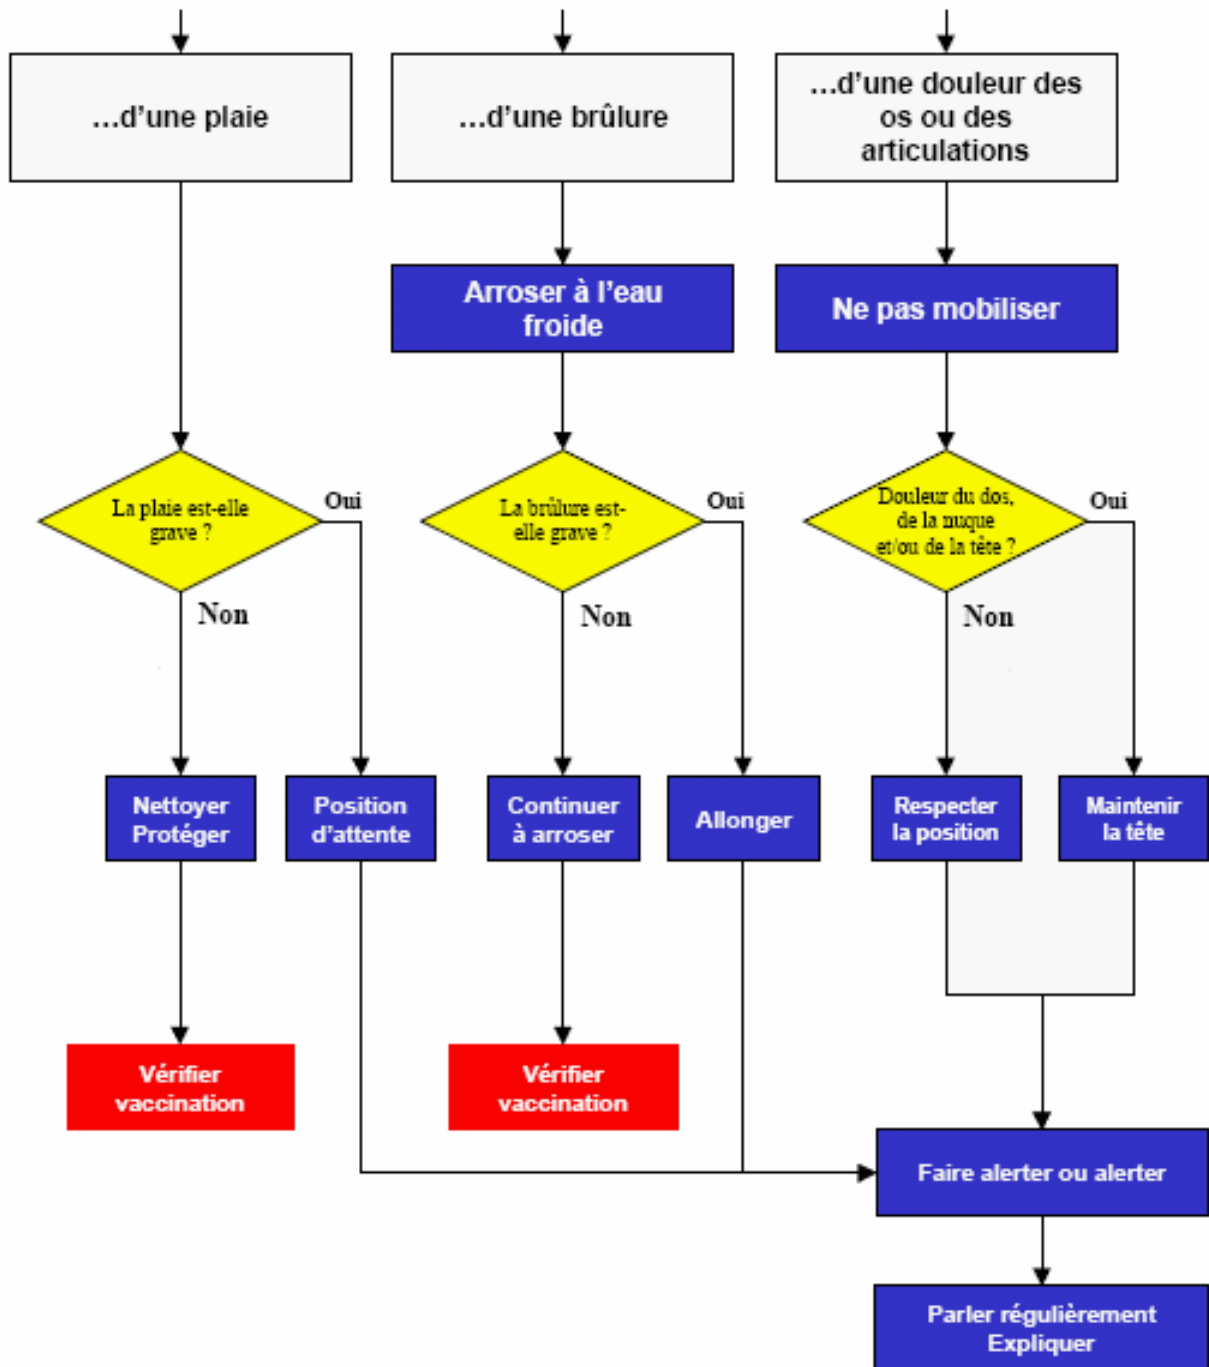 ...d'une plaie
...d'une brûlure
...d'une douleur des
os ou des
articulations
Arroser à l'eau
froide
Ne pas mobiliser
La plaie est-elle
grave ?
Oui
Non
La brûlure est-
elle grave ?
Oui
Non
Douleur du dos,
de la nuque
et/ou de la tête ?
Oui
Non
Nettoyer
Protéger
Position
d'attente
Continuer
à arroser
Allonger
Respecter
la position
Maintenir
la tête
Vérifier
vaccination
Vérifier
vaccination
Faire alerter ou alerter
Parler régulièrement
Expliquer